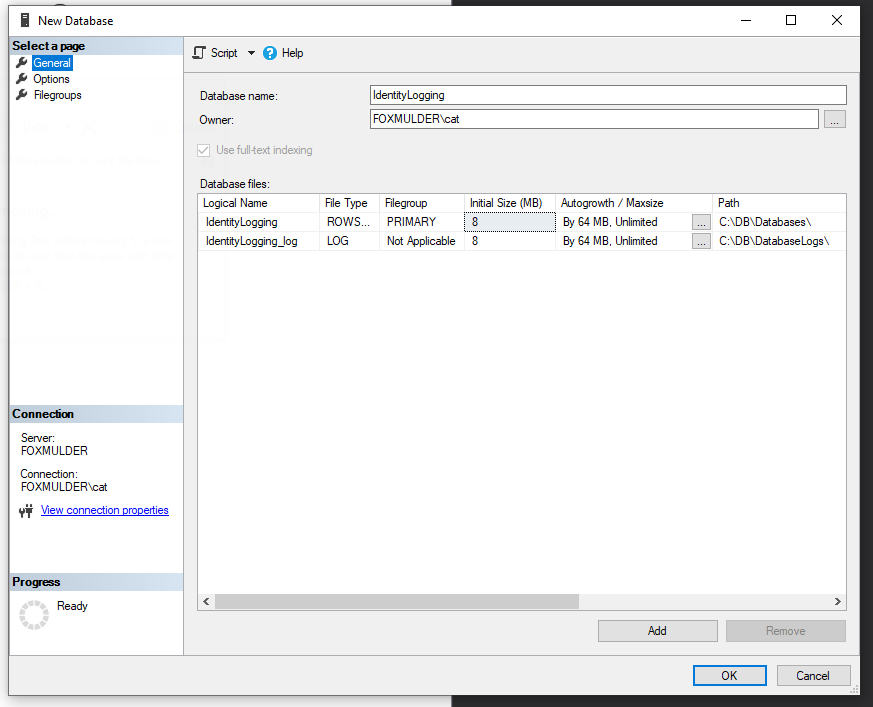 New Database
Select a page
General
Options
Filegroups
Script
Help
Database name:
IdentityLogging
Owner:
FOXMULDER\cat
...
Use full-text indexing
Database files:
Logical Name File Type Filegroup Initial Size (MB) Autogrowth / Maxsize Path
IdentityLogging ROWS... PRIMARY 8 By 64 MB, Unlimited ... C:\DB\Databases\
IdentityLogging_log LOG Not Applicable 8 By 64 MB, Unlimited ... C:\DB\DatabaseLogs\
Connection
Server:
FOXMULDER
Connection:
FOXMULDER\cat
View connection properties
Progress
Ready
Add Remove
OK Cancel